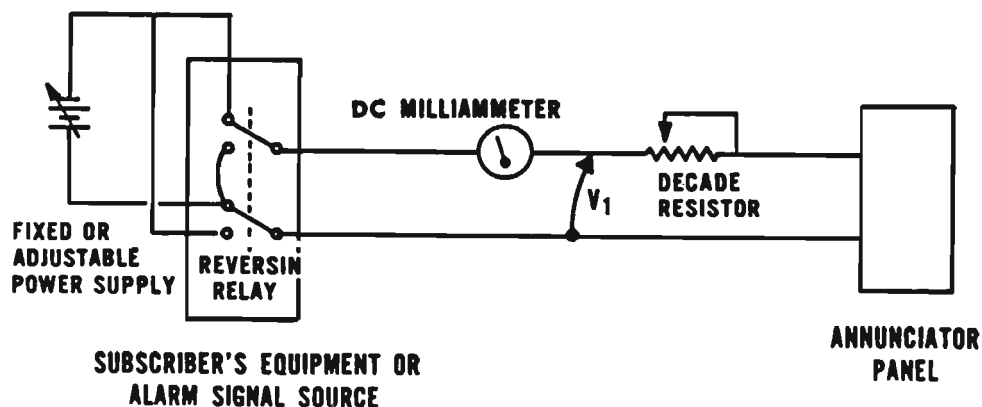 DC MILLIAMMETER
V1
DECADE
RESISTOR
FIXED OR
ADJUSTABLE
POWER SUPPLY
REVERSIN
RELAY
SUBSCRIBER'S EQUIPMENT OR
ALARM SIGNAL SOURCE
ANNUNCIATOR
PANEL